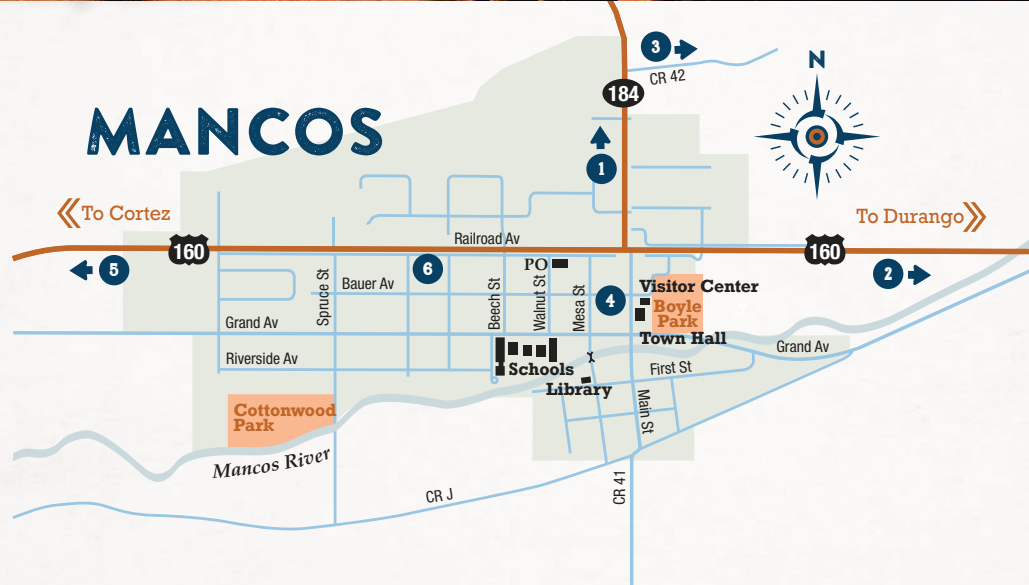 3
N
CR 42
184
MANCOS
1
To Cortez
To Durango
Railroad Av
160
160
PO
5
6
2
Spruce St
Bauer Av
Beech St
Walnut St
Mesa St
4
Visitor Center
Boyle
Park
Grand Av
Town Hall
Grand Av
Riverside Av
Schools
First St
Library
Main St
Cottonwood
Park
Mancos River
CR J
CR 41